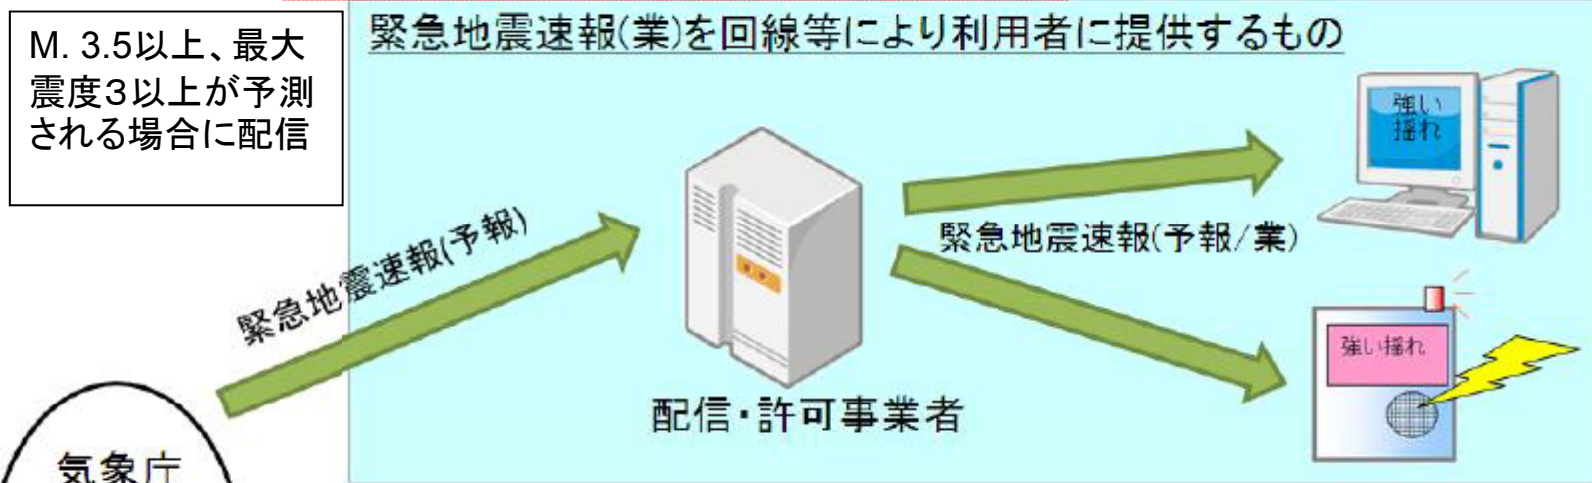 M. 3.5以上、最大
震度３以上が予測
される場合に配信
緊急地震速報(業)を回線等により利用者に提供するもの
強い
揺れ
緊急地震速報(予報)
緊急地震速報(予報/業)
強い揺れ
配信・許可事業者
気象庁